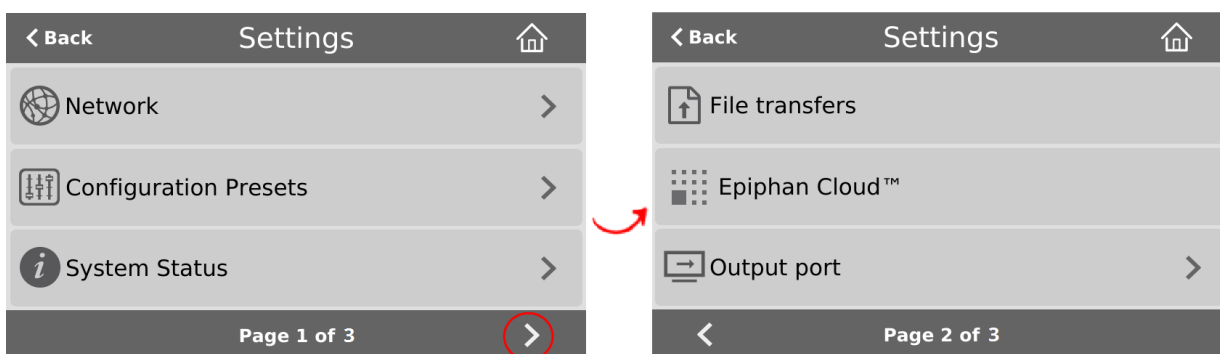 Back Settings
Network
Configuration Presets
i System Status
Page 1 of 3
Back Settings
File transfers
Epiphan Cloud™
Output port
Page 2 of 3